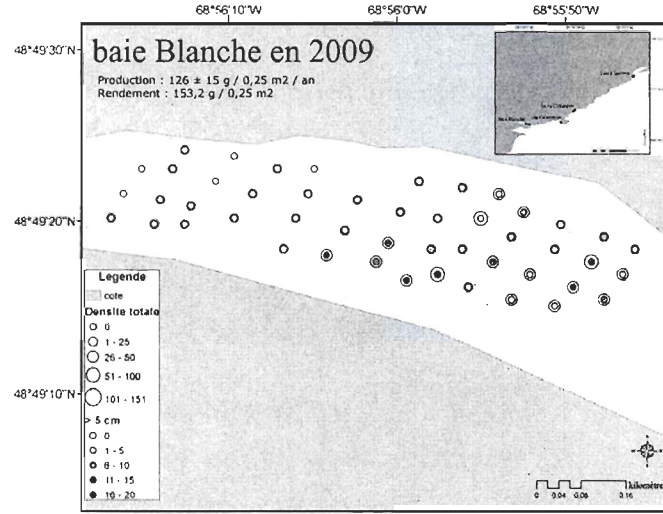 68°56'10"W 68°56'0"W 68°55'50"W
48°49'30"N
baie Blanche en 2009
Production : 126 ± 15 g / 0,25 m2 / an
Rendement : 153,2 g / 0,25 m2
48°49'20"N
48°49'10"N
Legende
cote
Densite totale
0
1 - 25
26 - 50
51 - 100
101 - 151
> 5 cm
0
1 - 5
6 - 10
11 - 15
16 - 20
kilomètre
0 0.04 0.08 0.16